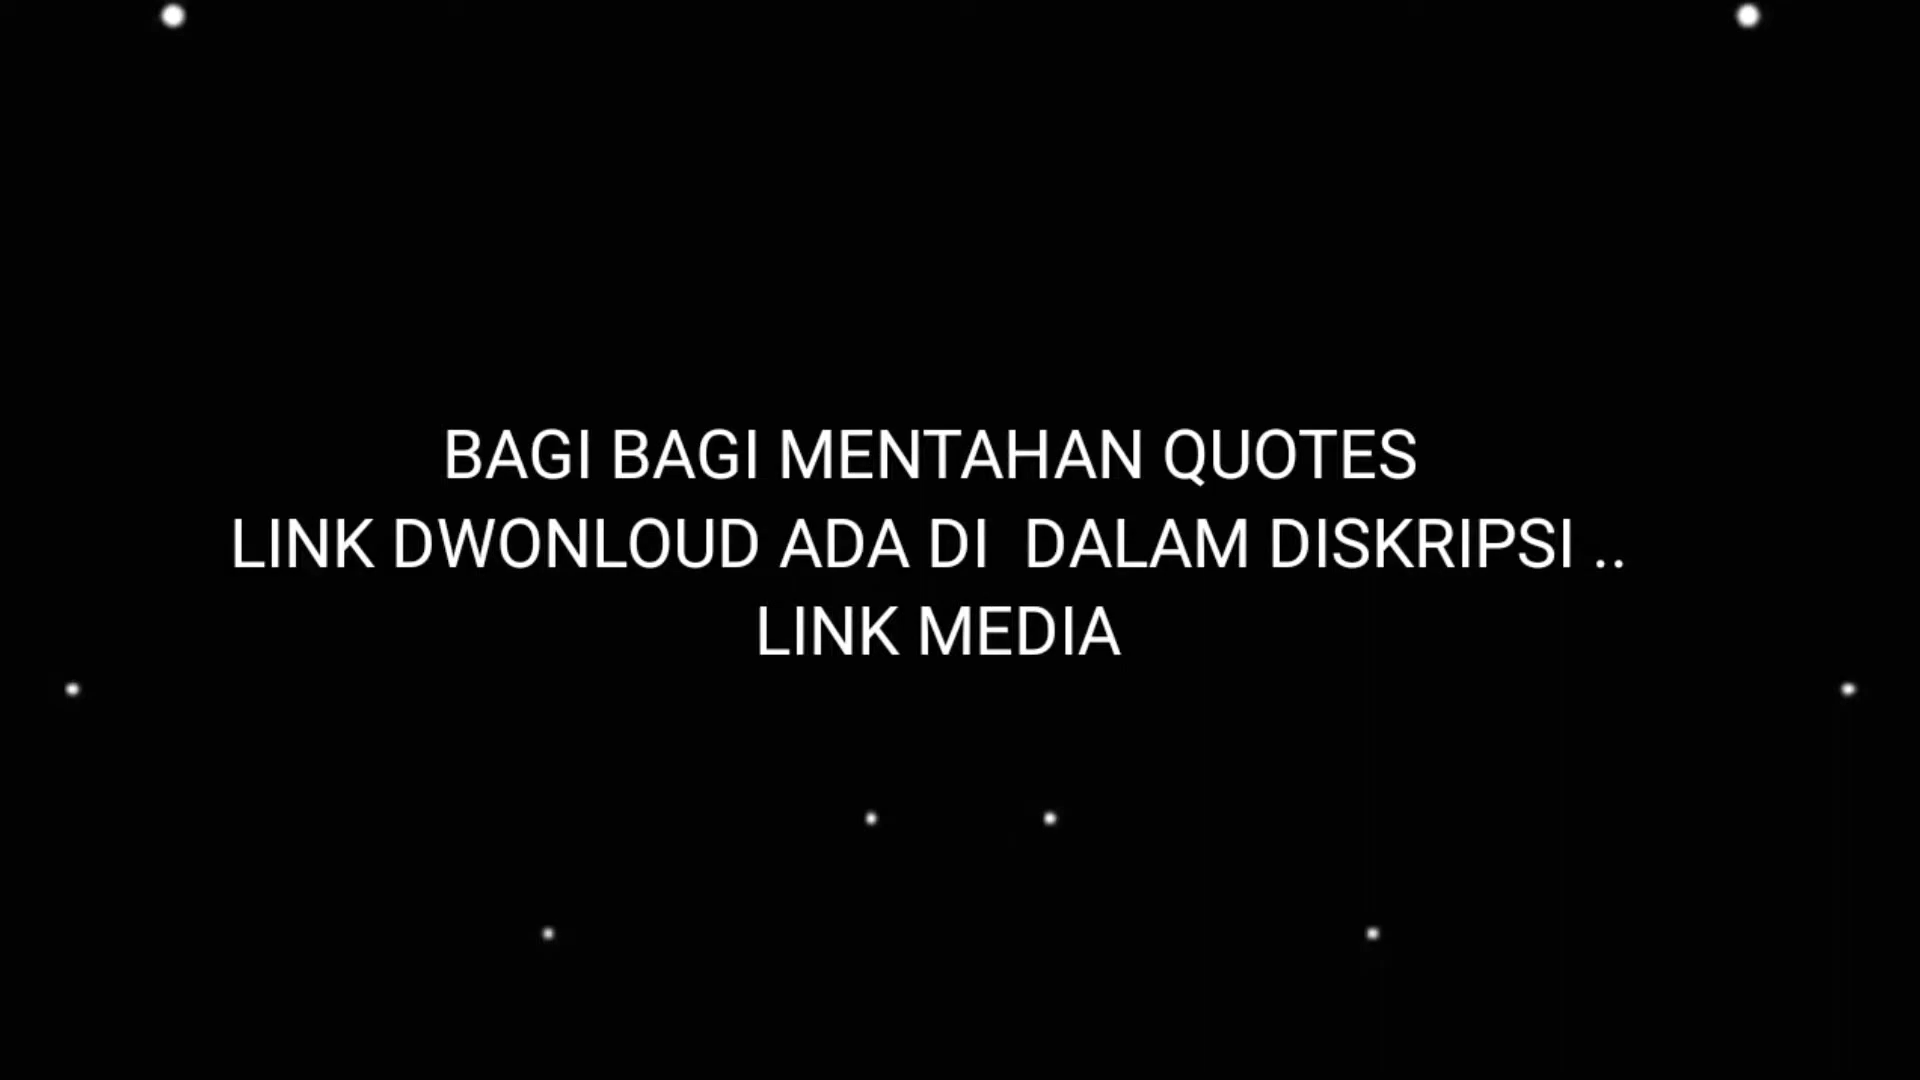 BAGI BAGI MENTAHAN QUOTES
LINK DWONLOUD ADA DI  DALAM DISKRIPSI ..
LINK MEDIA